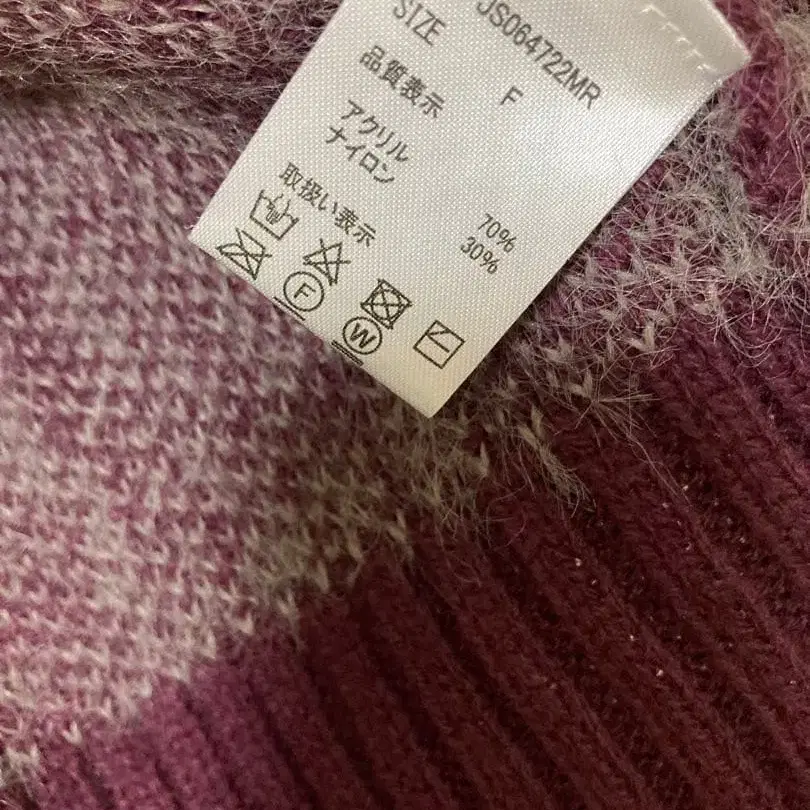 JS064722MR
SIZE F
品質表示
アクリル 70%
ナイロン 30%
取扱い表示
F
W